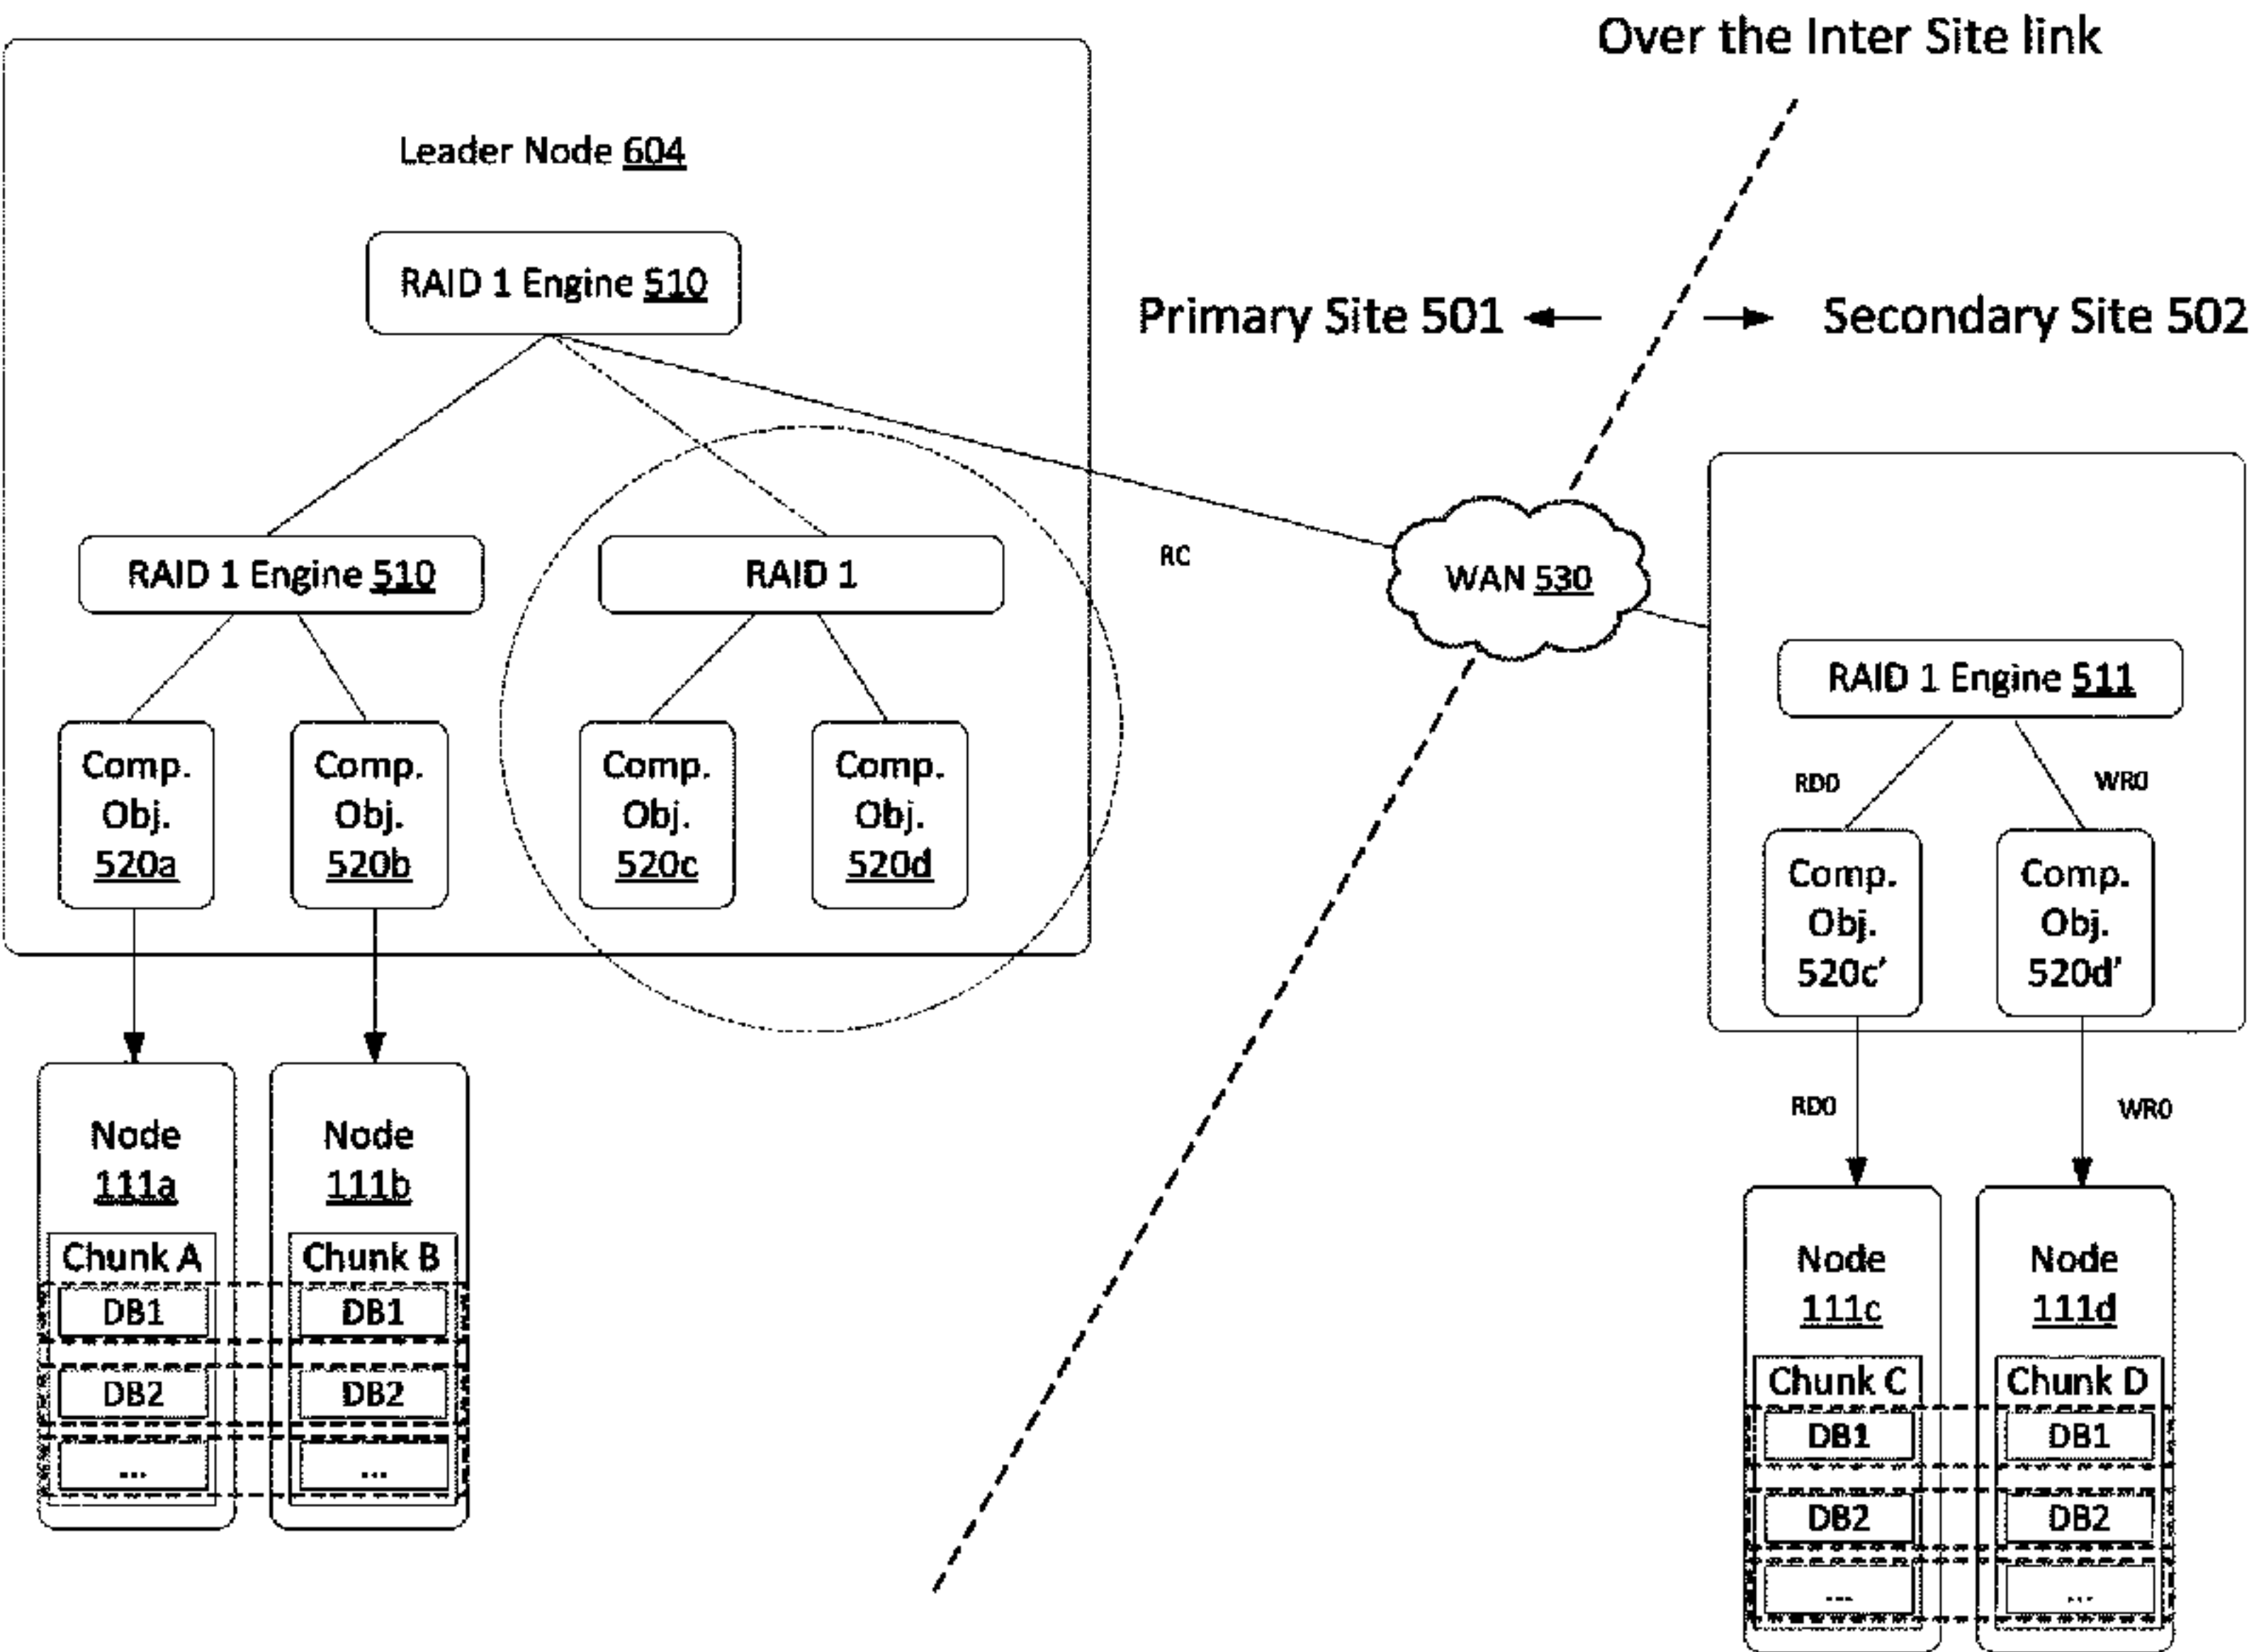 Over the Inter Site link
Leader Node 604
RAID 1 Engine 510
Primary Site 501
Secondary Site 502
RAID 1 Engine 510
RAID 1
RC
WAN 530
RAID 1 Engine 511
Comp.
Obj.
520a
Comp.
Obj.
520b
Comp.
Obj.
520c
Comp.
Obj.
520d
RD0
WR0
Comp.
Obj.
520c'
Comp.
Obj.
520d'
RD0
WR0
Node
111a
Chunk A
DB1
DB2
...
Node
111b
Chunk B
DB1
DB2
...
Node
111c
Chunk C
DB1
DB2
...
Node
111d
Chunk D
DB1
DB2
...